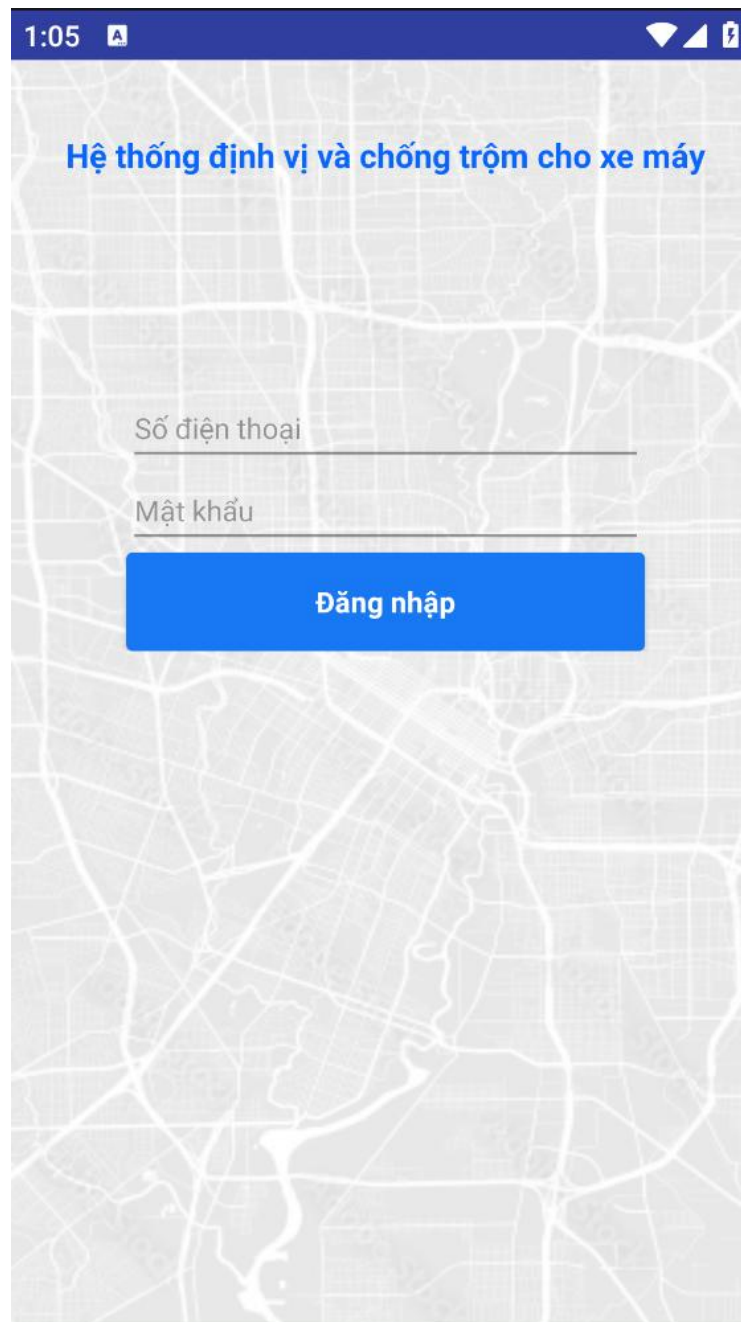 1:05
Hệ thống định vị và chống trộm cho xe máy
Số điện thoại
Mật khẩu
Đăng nhập